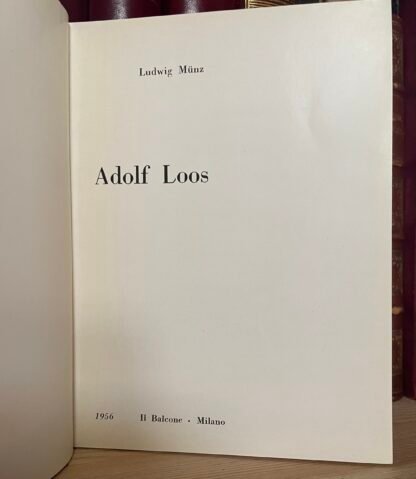 Ludwig Münz
Adolf Loos
1956 Il Balcone - Milano